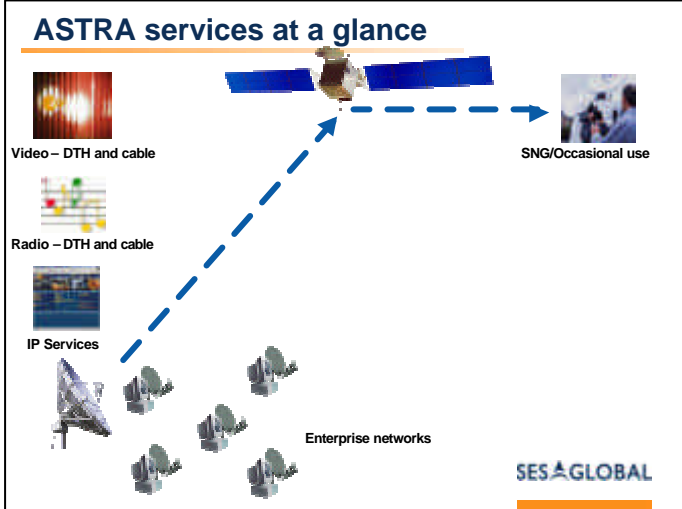 ASTRA services at a glance
Video – DTH and cable
SNG/Occasional use
Radio – DTH and cable
IP Services
Enterprise networks
SES GLOBAL